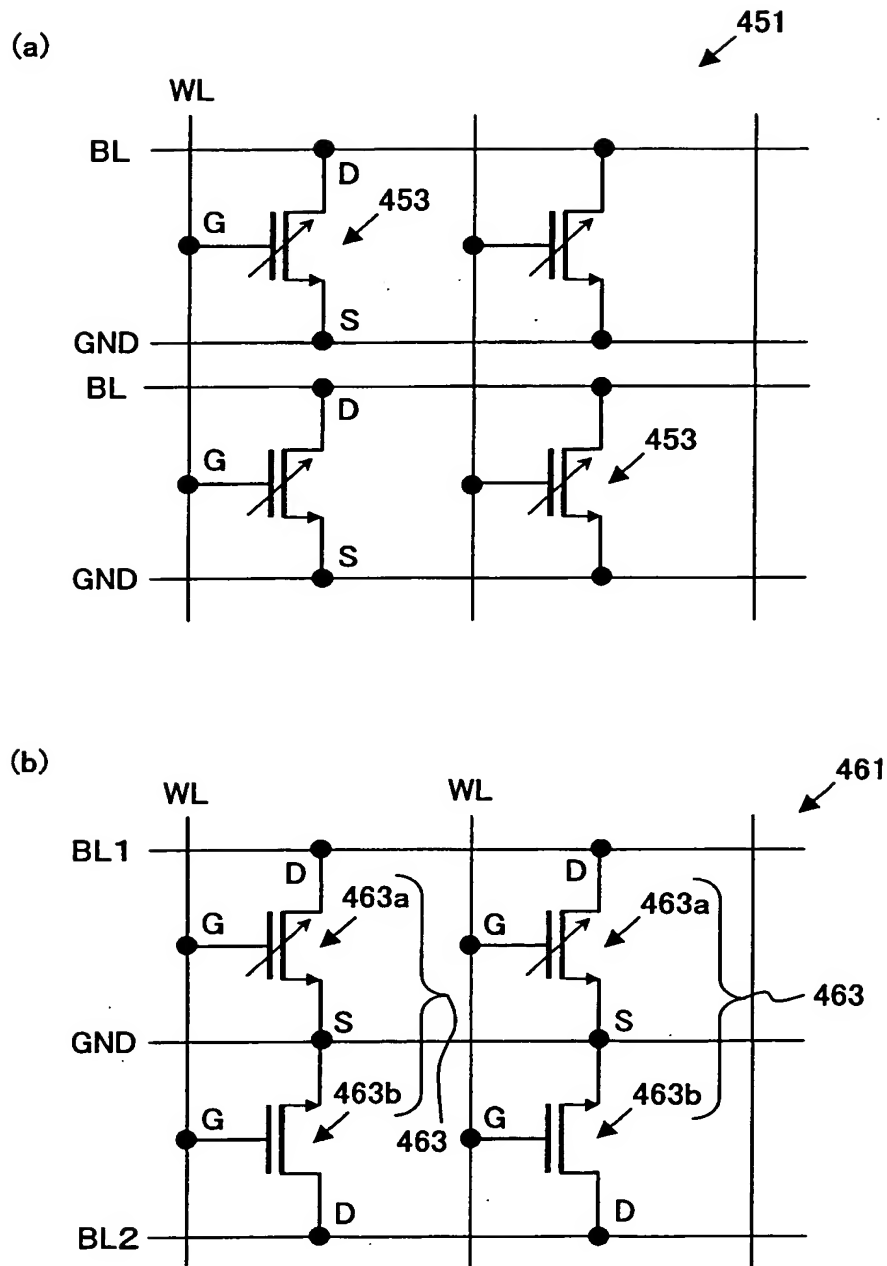 (a)
451
WL
BL
D
G
453
S
GND
BL
D
G
453
S
GND
(b)
461
WL WL
BL1
D D
G 463a G 463a
463
S S
GND
G 463b G 463b
463
D D
BL2